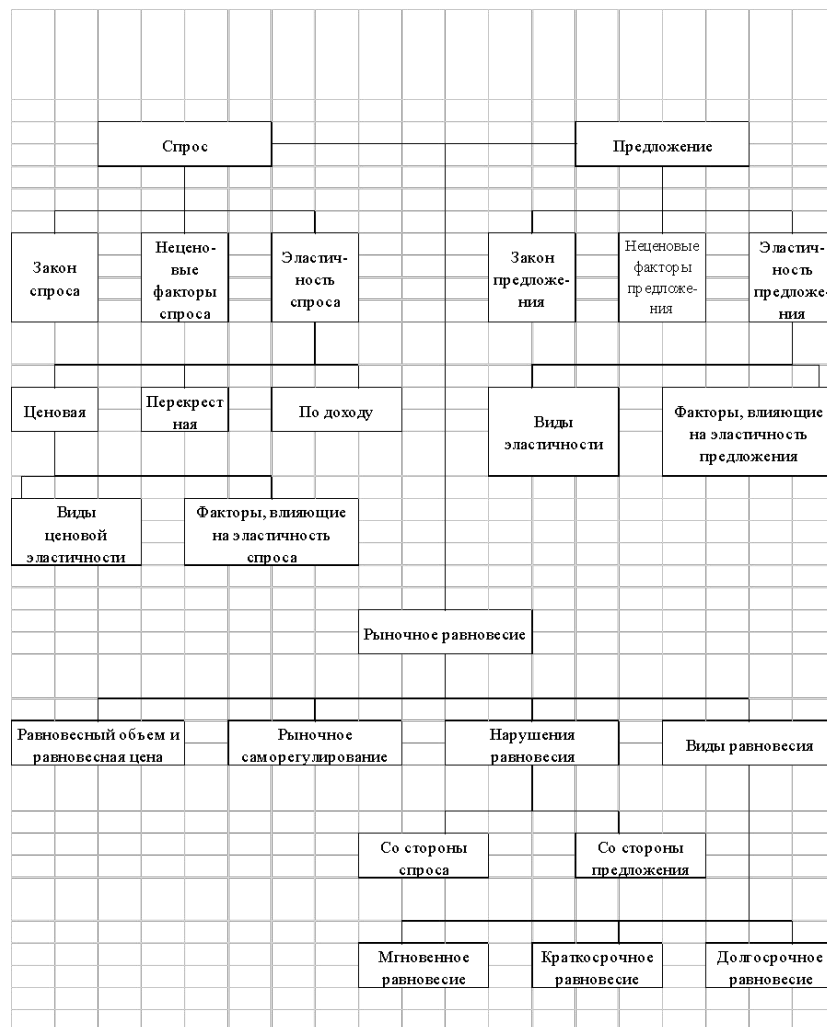 Спрос
Предложение
Закон
спроса
Нецено-
вые
факторы
спроса
Эластич-
ность
спроса
Закон
предложе-
ния
Неценовые
факторы
предложе-
ния
Эластич-
ность
предложе-
ния
Ценовая
Перекрест
ная
По доходу
Виды
эластичности
Факторы, влияющие
на эластичность
предложения
Виды
ценовой
эластичности
Факторы, влияющие
на эластичность
спроса
Рыночное равновесие
Равновесный объем и
равновесная цена
Рыночное
саморегулирование
Нарушения
равновесия
Виды равновесия
Со стороны
спроса
Со стороны
предложения
Мгновенное
равновесие
Краткосрочное
равновесие
Долгосрочное
равновесие